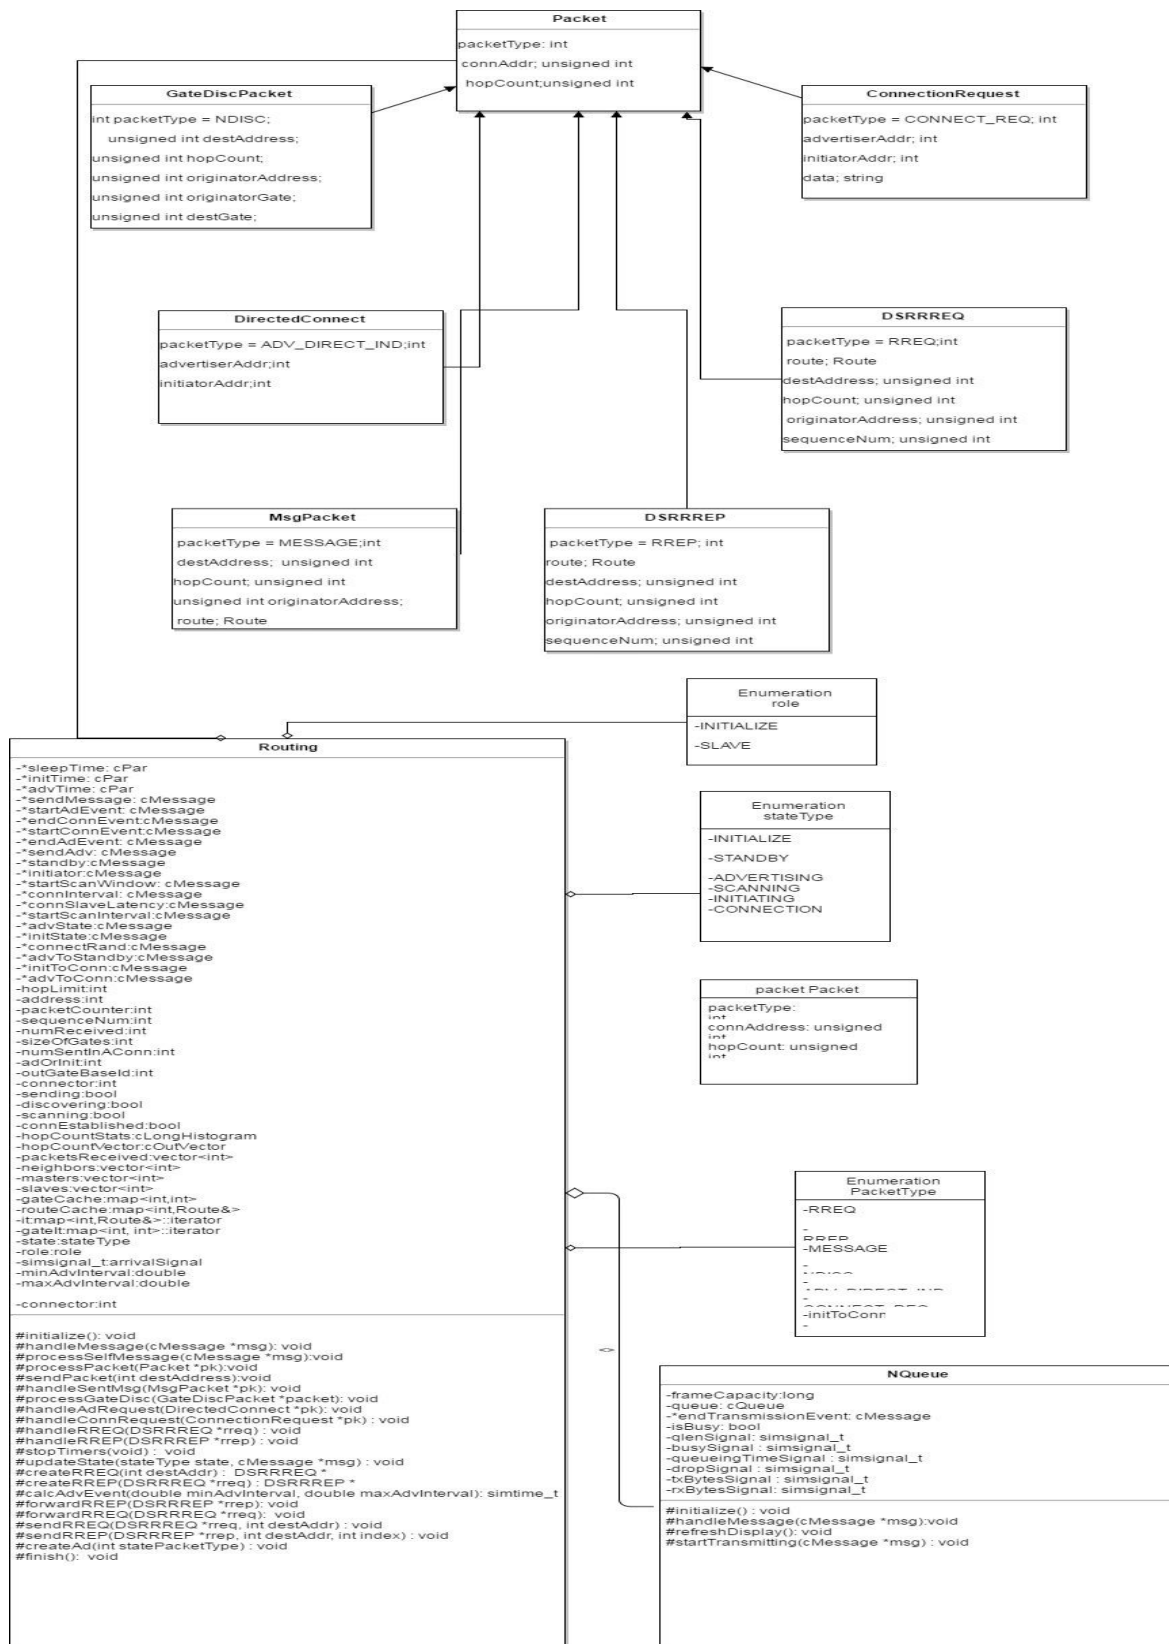 Packet
packetType: int
connAddr; unsigned int
hopCount;unsigned int
GateDiscPacket
int packetType = NDISC;
unsigned int destAddress;
unsigned int hopCount;
unsigned int originatorAddress;
unsigned int originatorGate;
unsigned int destGate;
ConnectionRequest
packetType = CONNECT_REQ; int
advertiserAddr; int
initiatorAddr; int
data; string
DirectedConnect
packetType = ADV_DIRECT_IND;int
advertiserAddr;int
initiatorAddr;int
DSRRREQ
packetType = RREQ;int
route; Route
destAddress; unsigned int
hopCount; unsigned int
originatorAddress; unsigned int
sequenceNum; unsigned int
MsgPacket
packetType = MESSAGE;int
destAddress; unsigned int
hopCount; unsigned int
unsigned int originatorAddress;
route; Route
DSRRREP
packetType = RREP; int
route; Route
destAddress; unsigned int
hopCount; unsigned int
originatorAddress; unsigned int
sequenceNum; unsigned int
Enumeration
role
-INITIALIZE
-SLAVE
Routing
-*sleepTime: cPar
-*initTime: cPar
-*advTime: cPar
-*sendMessage: cMessage
-*startAdEvent: cMessage
-*endConnEvent:cMessage
-*startConnEvent:cMessage
-*endAdEvent: cMessage
-*sendAdv: cMessage
-*standby:cMessage
-*initiator:cMessage
-*startScanWindow: cMessage
-*connInterval: cMessage
-*connSlaveLatency:cMessage
-*startScanInterval:cMessage
-*advState:cMessage
-*initState:cMessage
-*connectRand:cMessage
-*advToStandby:cMessage
-*initToConn:cMessage
-*advToConn:cMessage
-hopLimit:int
-address:int
-packetCounter:int
-sequenceNum:int
-numReceived:int
-sizeOfGates:int
-numSentInAConn:int
-adOrInit:int
-outGateBaseId:int
-connector:int
-sending:bool
-discovering:bool
-scanning:bool
-connEstablished:bool
-hopCountStats:cLongHistogram
-hopCountVector:cOutVector
-packetsReceived:vector<int>
-neighbors:vector<int>
-masters:vector<int>
-slaves:vector<int>
-gateCache:map<int,int>
-routeCache:map<int,Route&>
-it:map<int,Route&>::iterator
-gateIt:map<int, int>::iterator
-state:stateType
-role:role
-simsignal_t:arrivalSignal
-minAdvInterval:double
-maxAdvInterval:double
-connector:int
#initialize(): void
#handleMessage(cMessage *msg): void
#processSelfMessage(cMessage *msg):void
#processPacket(Packet *pk):void
#sendPacket(int destAddress):void
#handleSentMsg(MsgPacket *pk): void
#processGateDisc(GateDiscPacket *packet): void
#handleAdRequest(DirectedConnect *pk): void
#handleConnRequest(ConnectionRequest *pk) : void
#handleRREQ(DSRRREQ *rreq) : void
#handleRREP(DSRRREP *rrep) : void
#stopTimers(void) : void
#updateState(stateType state, cMessage *msg) : void
#createRREQ(int destAddr) : DSRRREQ *
#createRREP(DSRRREQ *rreq) : DSRRREP *
#calcAdvEvent(double minAdvInterval, double maxAdvInterval): simtime_t
#forwardRREP(DSRRREP *rrep): void
#forwardRREQ(DSRRREQ *rreq): void
#sendRREQ(DSRRREQ *rreq, int destAddr) : void
#sendRREP(DSRRREP *rrep, int destAddr, int index) : void
#createAd(int statePacketType) : void
#finish(): void
Enumeration
stateType
-INITIALIZE
-STANDBY
-ADVERTISING
-SCANNING
-INITIATING
-CONNECTION
packet Packet
packetType:
int
connAddress: unsigned
int
hopCount: unsigned
int
Enumeration
PacketType
-RREQ
-
RREP
-MESSAGE
-
-
-
-initToConn
-
<>
NQueue
-frameCapacity:long
-queue: cQueue
-*endTransmissionEvent: cMessage
-isBusy: bool
-qlenSignal: simsignal_t
-busySignal : simsignal_t
-queueingTimeSignal : simsignal_t
-dropSignal : simsignal_t
-txBytesSignal : simsignal_t
-rxBytesSignal: simsignal_t
#initialize() : void
#handleMessage(cMessage *msg):void
#refreshDisplay(): void
#startTransmitting(cMessage *msg) : void